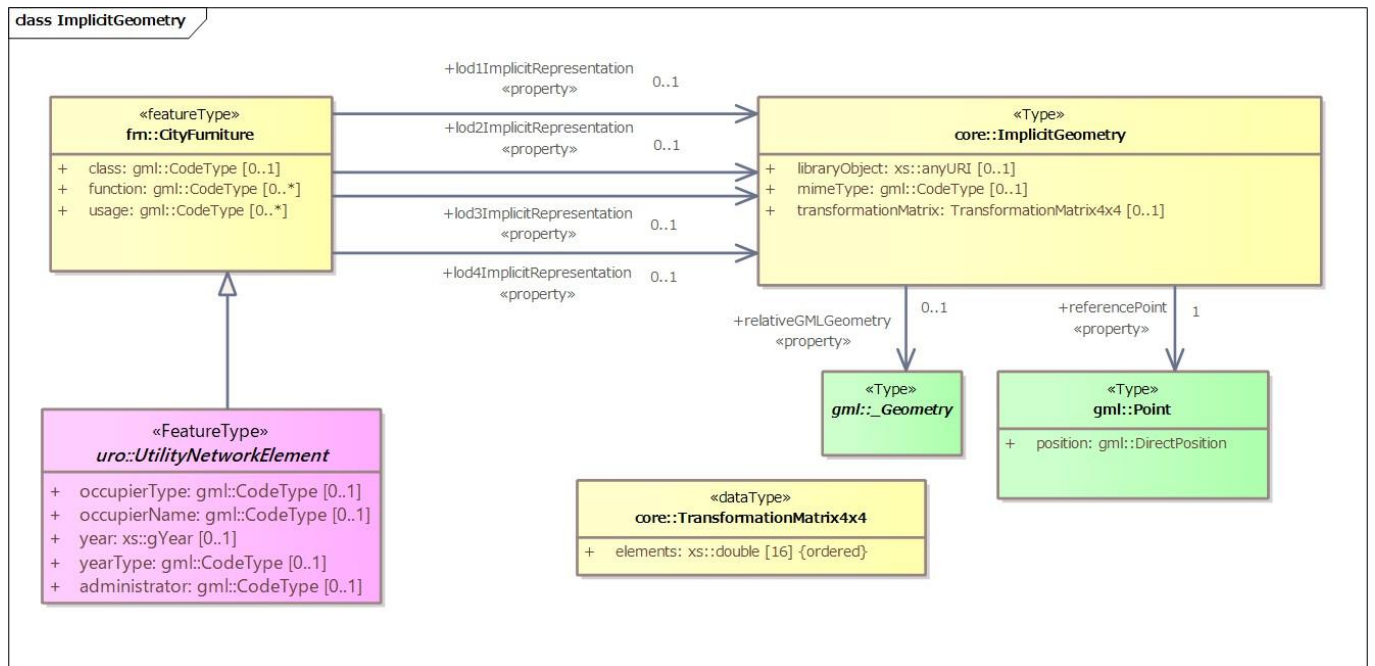 class ImplicitGeometry
+lod1ImplicitRepresentation
«property»
0..1
«featureType»
frn::CityFurniture
+ class: gml::CodeType [0..1]
+ function: gml::CodeType [0..*]
+ usage: gml::CodeType [0..*]
+lod2ImplicitRepresentation
«property»
0..1
+lod3ImplicitRepresentation
«property»
0..1
+lod4ImplicitRepresentation
«property»
0..1
«Type»
core::ImplicitGeometry
+ libraryObject: xs::anyURI [0..1]
+ mimeType: gml::CodeType [0..1]
+ transformationMatrix: TransformationMatrix4x4 [0..1]
+relativeGMLGeometry
«property»
0..1
+referencePoint
«property»
1
«Type»
gml::_Geometry
«Type»
gml::Point
+ position: gml::DirectPosition
«FeatureType»
uro::UtilityNetworkElement
+ occupierType: gml::CodeType [0..1]
+ occupierName: gml::CodeType [0..1]
+ year: xs::gYear [0..1]
+ yearType: gml::CodeType [0..1]
+ administrator: gml::CodeType [0..1]
«dataType»
core::TransformationMatrix4x4
+ elements: xs::double [16] {ordered}